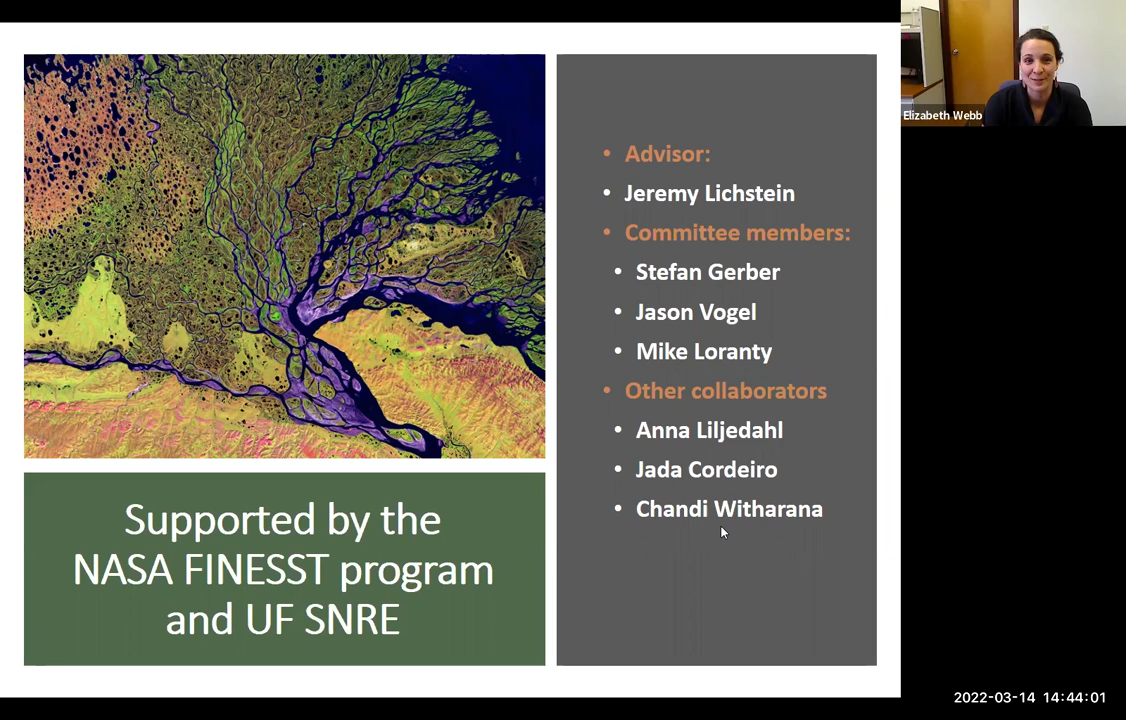 Elizabeth Webb
• Advisor:
• Jeremy Lichstein
• Committee members:
• Stefan Gerber
• Jason Vogel
• Mike Loranty
• Other collaborators
• Anna Liljedahl
• Jada Cordeiro
• Chandi Witharana
Supported by the
NASA FINESST program
and UF SNRE
2022-03-14 14:44:01